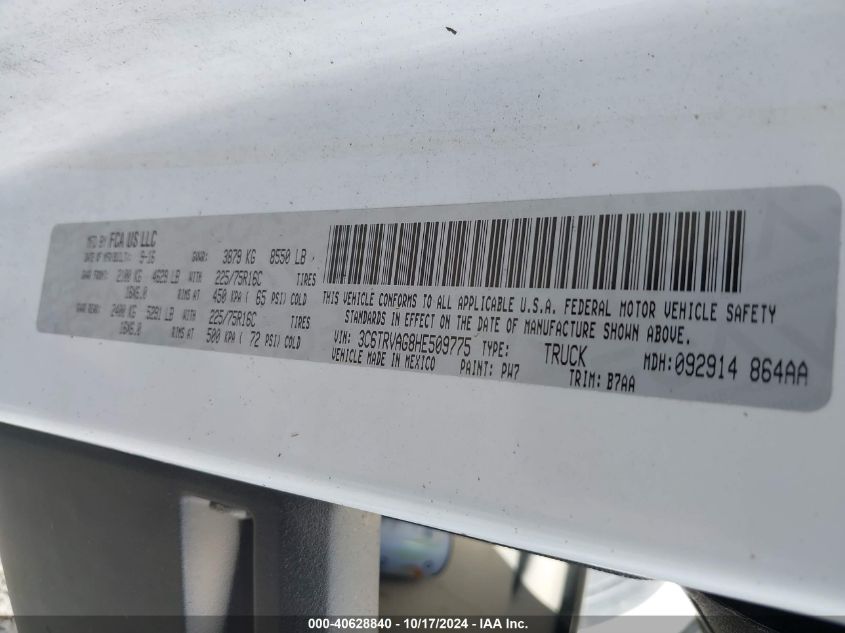 MFD BY FCA US LLC
DATE OF MFR/BUILT: 9-16 GVWR: 3878 KG 8550 LB
GAWR FRONT: 2100 KG 4629 LB WITH 225/75R16C TIRES
16X6.0 RIMS AT 450 KPA ( 65 PSI) COLD
GAWR REAR: 2400 KG 5291 LB WITH 225/75R16C TIRES
16X6.0 RIMS AT 500 KPA ( 72 PSI) COLD
THIS VEHICLE CONFORMS TO ALL APPLICABLE U.S.A. FEDERAL MOTOR VEHICLE SAFETY
STANDARDS IN EFFECT ON THE DATE OF MANUFACTURE SHOWN ABOVE.
VIN: 3C6TRVAG8HE509775 TYPE: TRUCK MDH:092914 864AA
VEHICLE MADE IN MEXICO PAINT: PW7 TRIM: B7AA
000-40628840 - 10/17/2024 - IAA Inc.